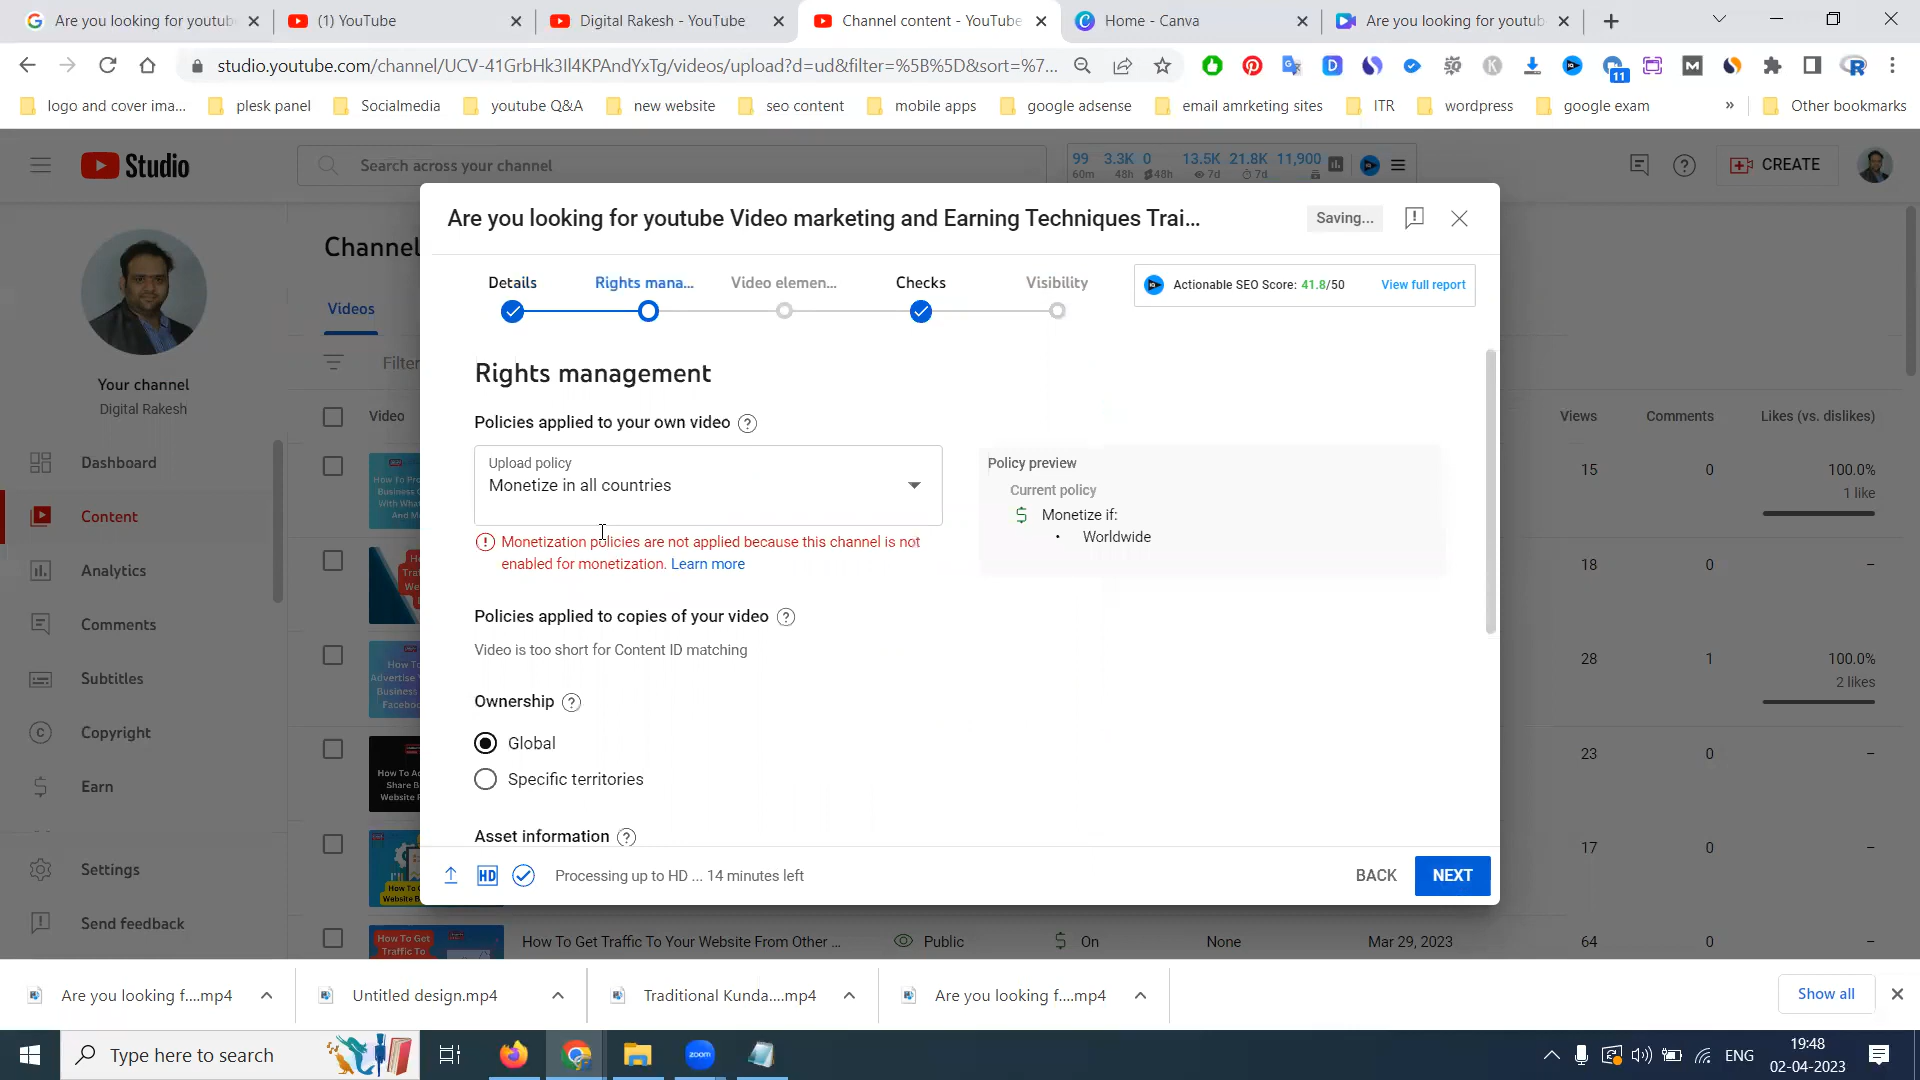 Are you looking for youtub
(1) YouTube
Digital Rakesh - YouTube
Channel content - YouTube
Home - Canva
Are you looking for youtub
studio.youtube.com/channel/UCV-41GrbHk3Il4KPAndYxTg/videos/upload?d=ud&filter=%5B%5D&sort=%7...
11
logo and cover ima...
plesk panel
Socialmedia
youtube Q&A
new website
seo content
mobile apps
google adsense
email amrketing sites
ITR
wordpress
google exam
»
Other bookmarks
Studio
Search across your channel
99 3.3K 0 13.5K 21.8K 11,900
60m 48h 48h 7d 7d
CREATE
Are you looking for youtube Video marketing and Earning Techniques Trai...
Saving...
Channel
Details
Rights mana...
Video elemen...
Checks
Visibility
Actionable SEO Score: 41.8/50
View full report
Videos
Filter
Your channel
Digital Rakesh
Rights management
Video
Views
Comments
Likes (vs. dislikes)
Policies applied to your own video
Upload policy
Monetize in all countries
Policy preview
Current policy
Monetize if:
• Worldwide
Monetization policies are not applied because this channel is not
enabled for monetization. Learn more
Policies applied to copies of your video
Video is too short for Content ID matching
Ownership
Global
Specific territories
Asset information
Processing up to HD ... 14 minutes left
BACK
NEXT
HD
Dashboard
Content
Analytics
Comments
Subtitles
Copyright
Earn
Settings
Send feedback
15
0
100.0%
1 like
18
0
–
28
1
100.0%
2 likes
23
0
–
17
0
–
How To Get Traffic To Your Website From Other ...
Public
On
None
Mar 29, 2023
64
0
–
How To Get
Traffic To
Are you looking f....mp4
Untitled design.mp4
Traditional Kunda....mp4
Are you looking f....mp4
Show all
Type here to search
zoom
ENG
19:48
02-04-2023